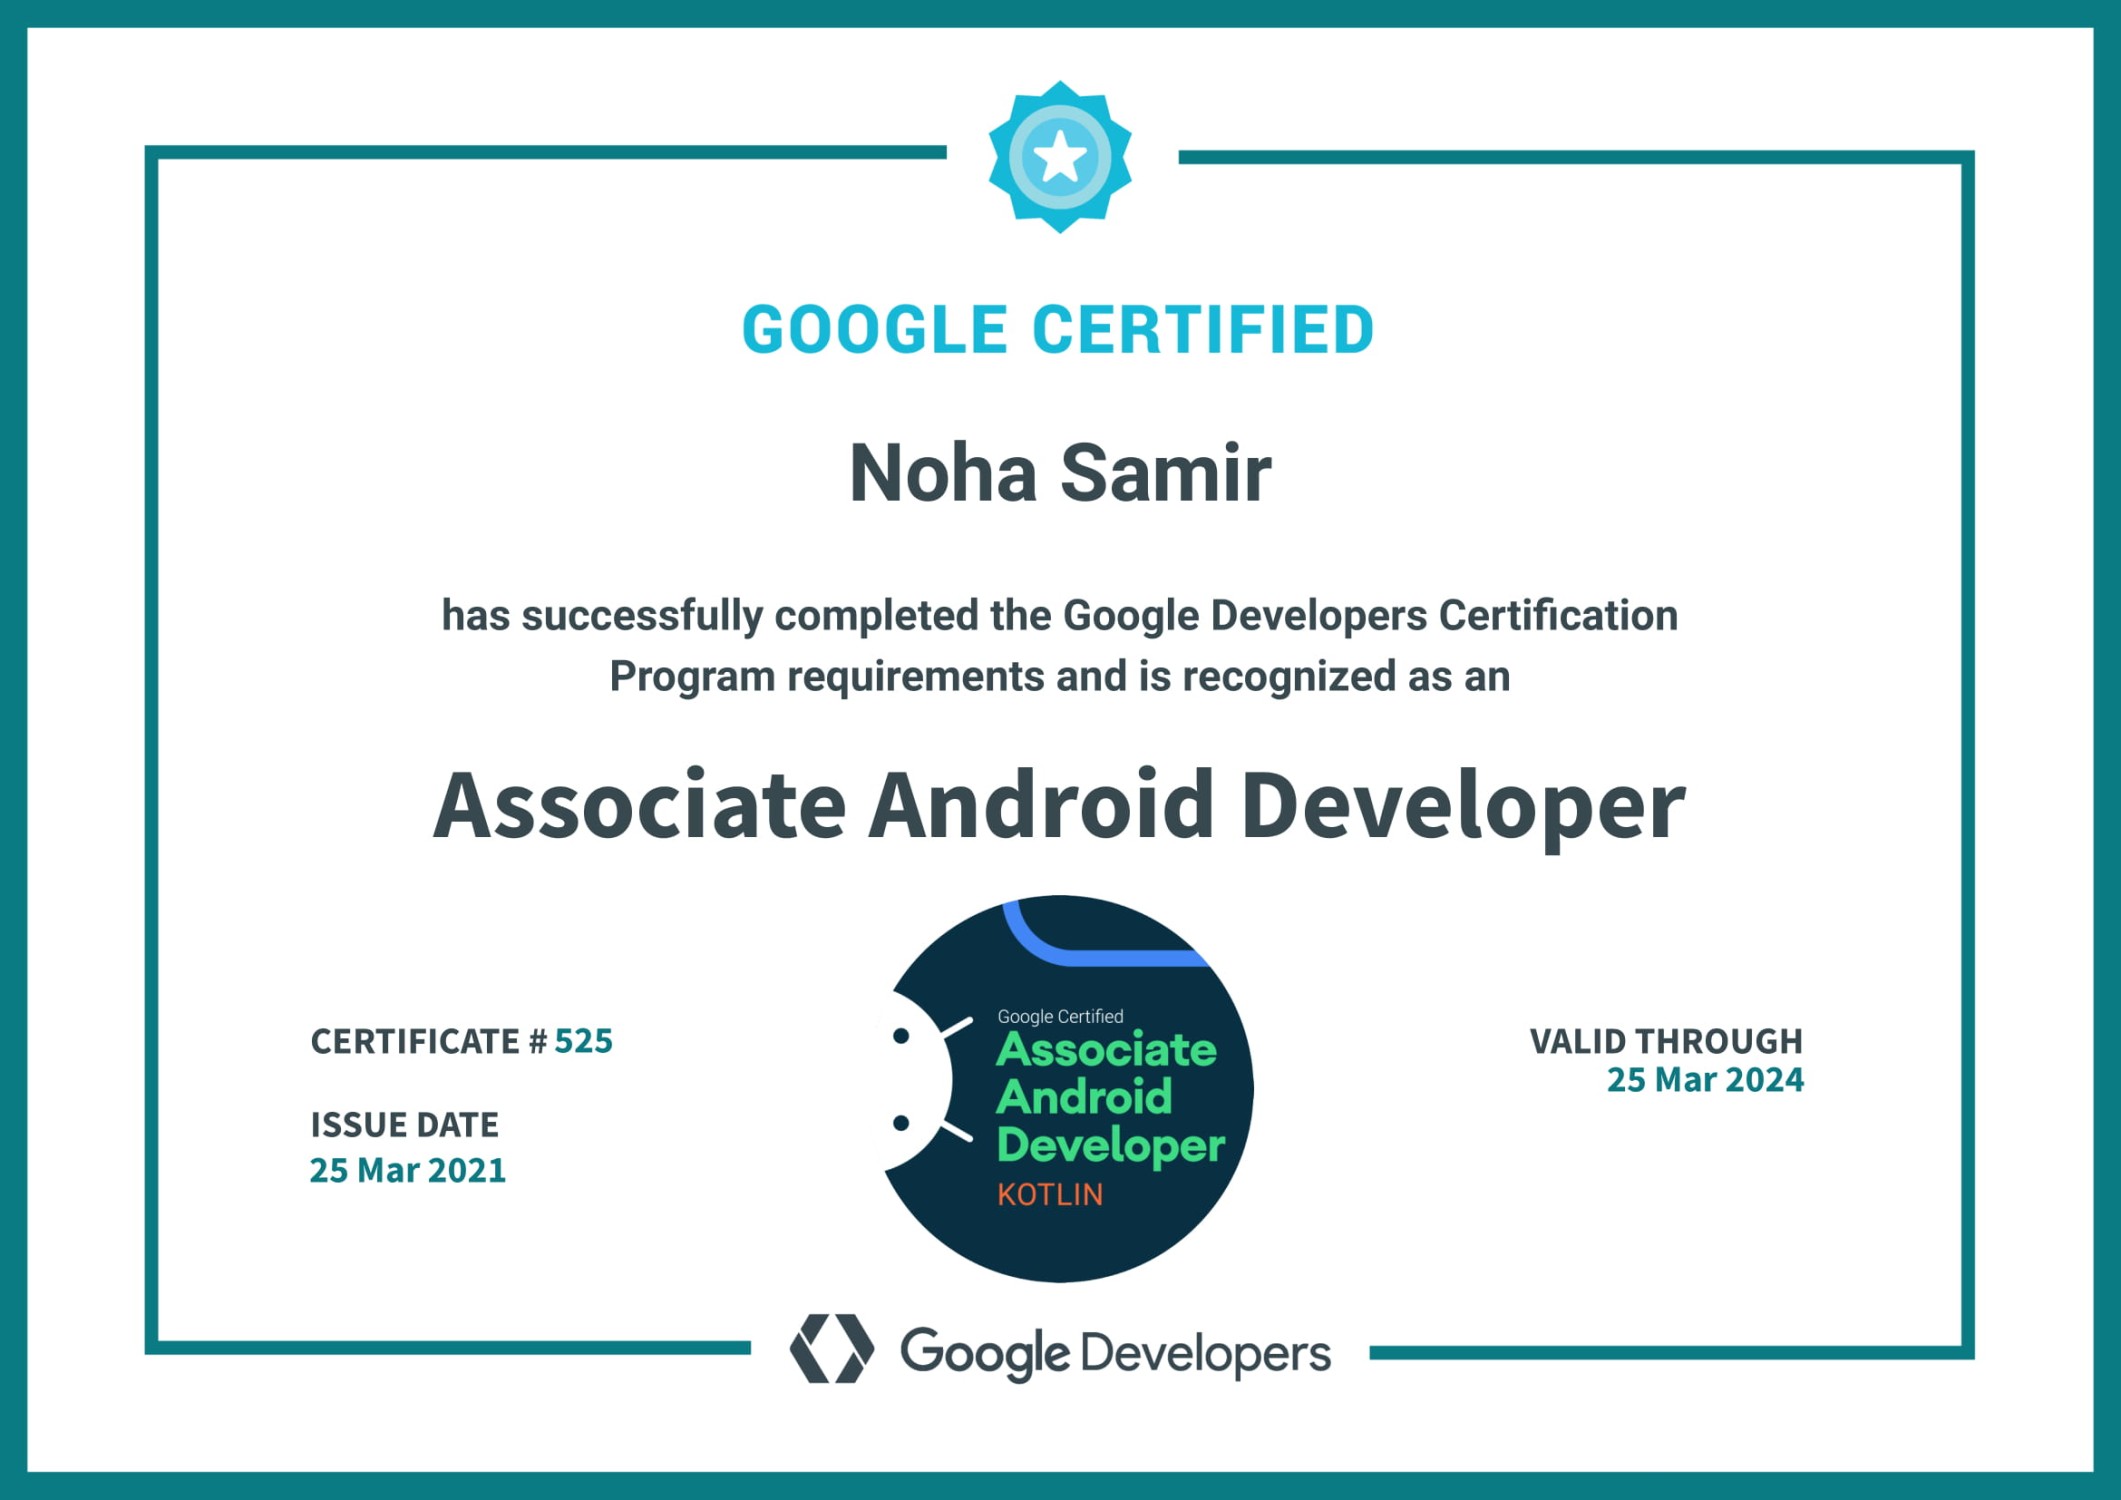 GOOGLE CERTIFIED
Noha Samir
has successfully completed the Google Developers Certification
Program requirements and is recognized as an
Associate Android Developer
CERTIFICATE # 525
ISSUE DATE
25 Mar 2021
Google Certified
Associate
Android
Developer
KOTLIN
VALID THROUGH
25 Mar 2024
Google Developers